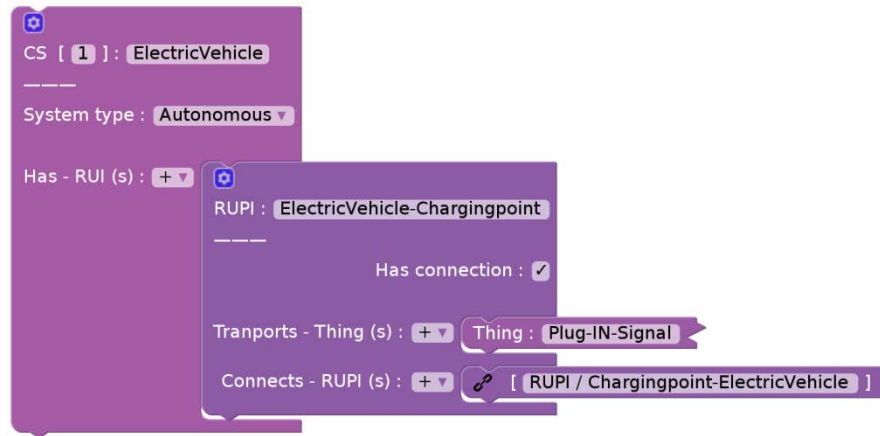 CS [ 1 ] : ElectricVehicle
———
System type : Autonomous ▾
Has - RUI (s) : + ▾
RUPI : ElectricVehicle-Chargingpoint
———
Has connection : ✓
Tranports - Thing (s) : + ▾ Thing : Plug-IN-Signal
Connects - RUPI (s) : + ▾ [ RUPI / Chargingpoint-ElectricVehicle ]